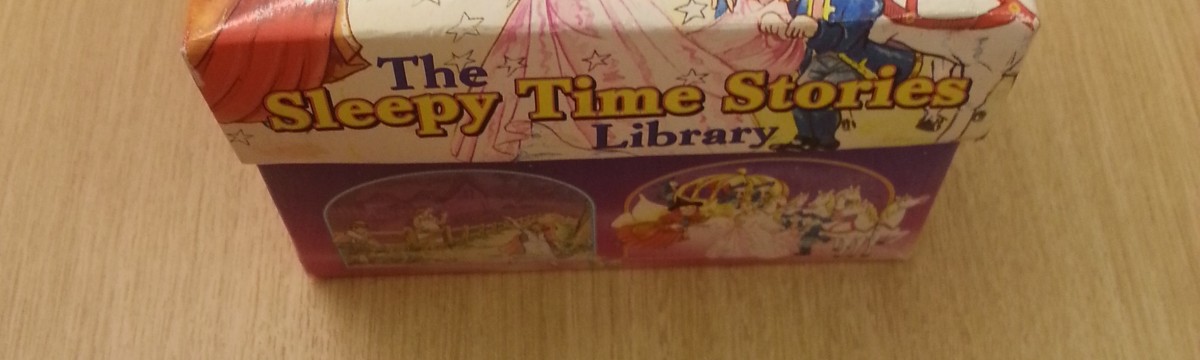 The
Sleepy Time Stories
Library